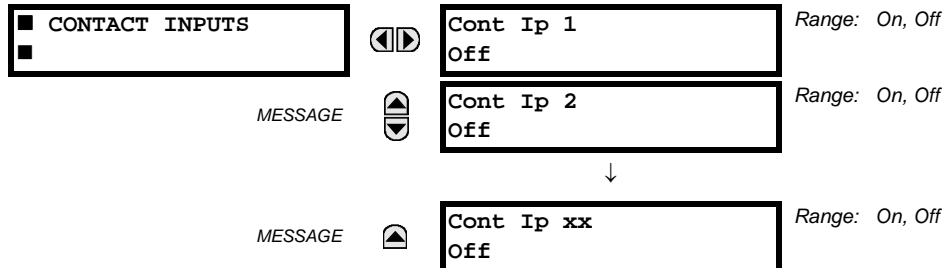 ■ CONTACT INPUTS
■
Cont Ip 1
Off
Range: On, Off
MESSAGE
Cont Ip 2
Off
Range: On, Off
↓
MESSAGE
Cont Ip xx
Off
Range: On, Off